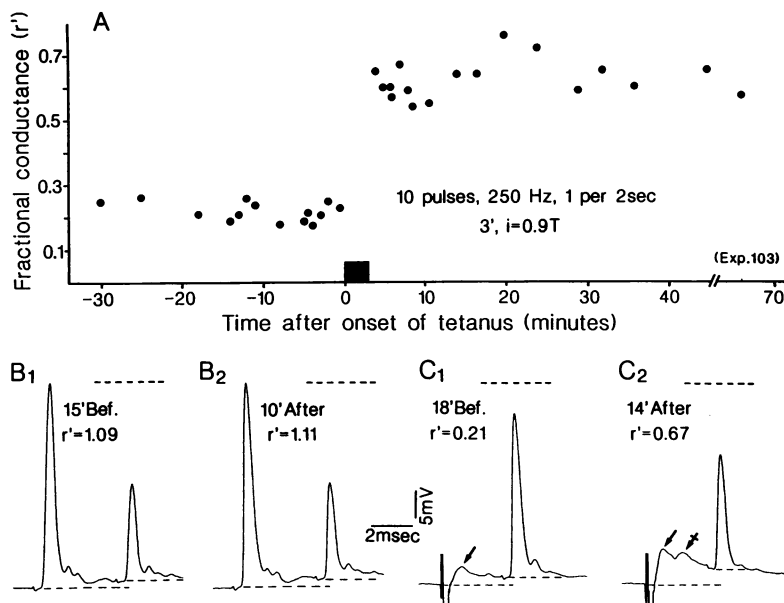 A
Fractional conductance (r')
0.7
0.5
0.3
0.1
10 pulses, 250 Hz, 1 per 2sec
3', i=0.9T
(Exp.103)
-30 -20 -10 0 10 20 30 40 70
Time after onset of tetanus (minutes)
B1
15'Bef.
r'=1.09
B2
10'After
r'=1.11
2msec
5mV
C1
18'Bef.
r'=0.21
C2
14'After
r'=0.67